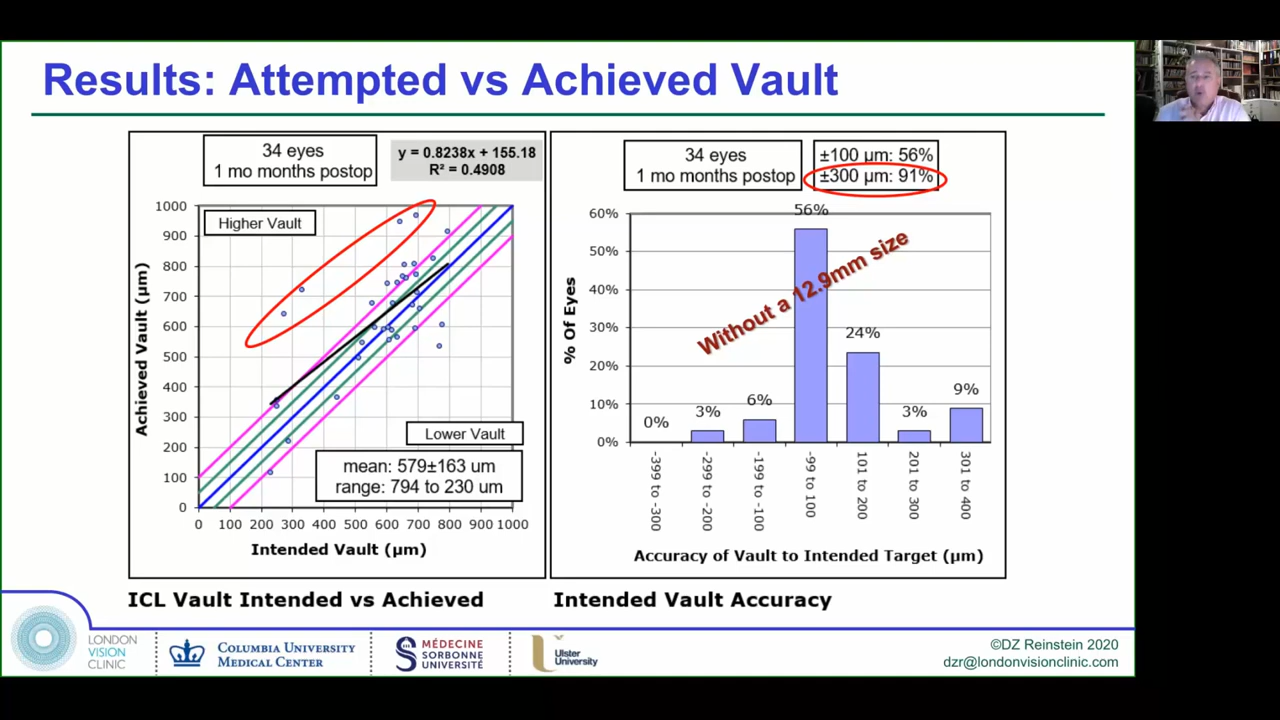 Results: Attempted vs Achieved Vault
34 eyes
1 mo months postop
y = 0.8238x + 155.18
R² = 0.4908
Higher Vault
1000
900
800
700
600
500
400
300
200
100
0
Achieved Vault (µm)
Lower Vault
mean: 579±163 um
range: 794 to 230 um
0 100 200 300 400 500 600 700 800 900 1000
Intended Vault (µm)
ICL Vault Intended vs Achieved
34 eyes
1 mo months postop
±100 µm: 56%
±300 µm: 91%
60%
50%
40%
30%
20%
10%
0%
% Of Eyes
Without a 12.9mm size
0%
3%
6%
56%
24%
3%
9%
-399 to -300
-299 to -200
-199 to -100
-99 to 100
101 to 200
201 to 300
301 to 400
Accuracy of Vault to Intended Target (µm)
Intended Vault Accuracy
LONDON
VISION
CLINIC
COLUMBIA UNIVERSITY
MEDICAL CENTER
MÉDECINE
SORBONNE
UNIVERSITÉ
Ulster
University
©DZ Reinstein 2020
dzr@londonvisionclinic.com